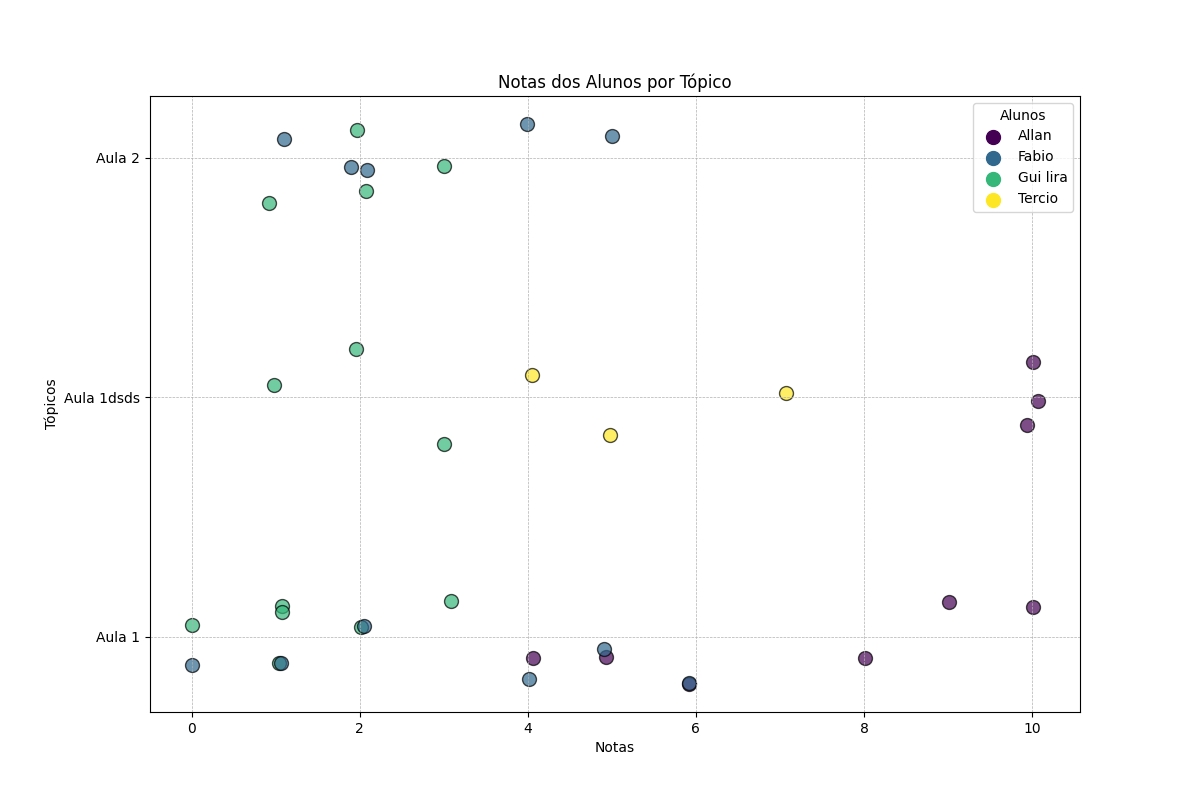 Notas dos Alunos por Tópico
Alunos
Allan
Fabio
Gui lira
Tercio
Tópicos
Aula 2
Aula 1dsds
Aula 1
0 2 4 6 8 10
Notas